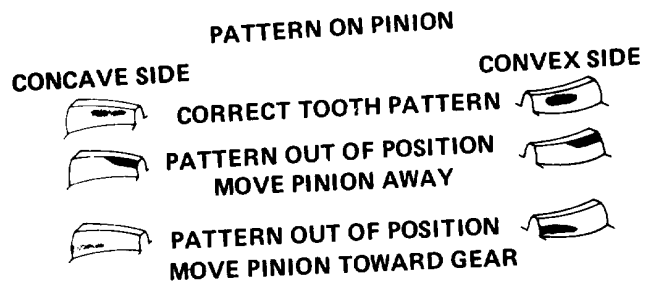 PATTERN ON PINION
CONCAVE SIDE
CONVEX SIDE
CORRECT TOOTH PATTERN
PATTERN OUT OF POSITION
MOVE PINION AWAY
PATTERN OUT OF POSITION
MOVE PINION TOWARD GEAR